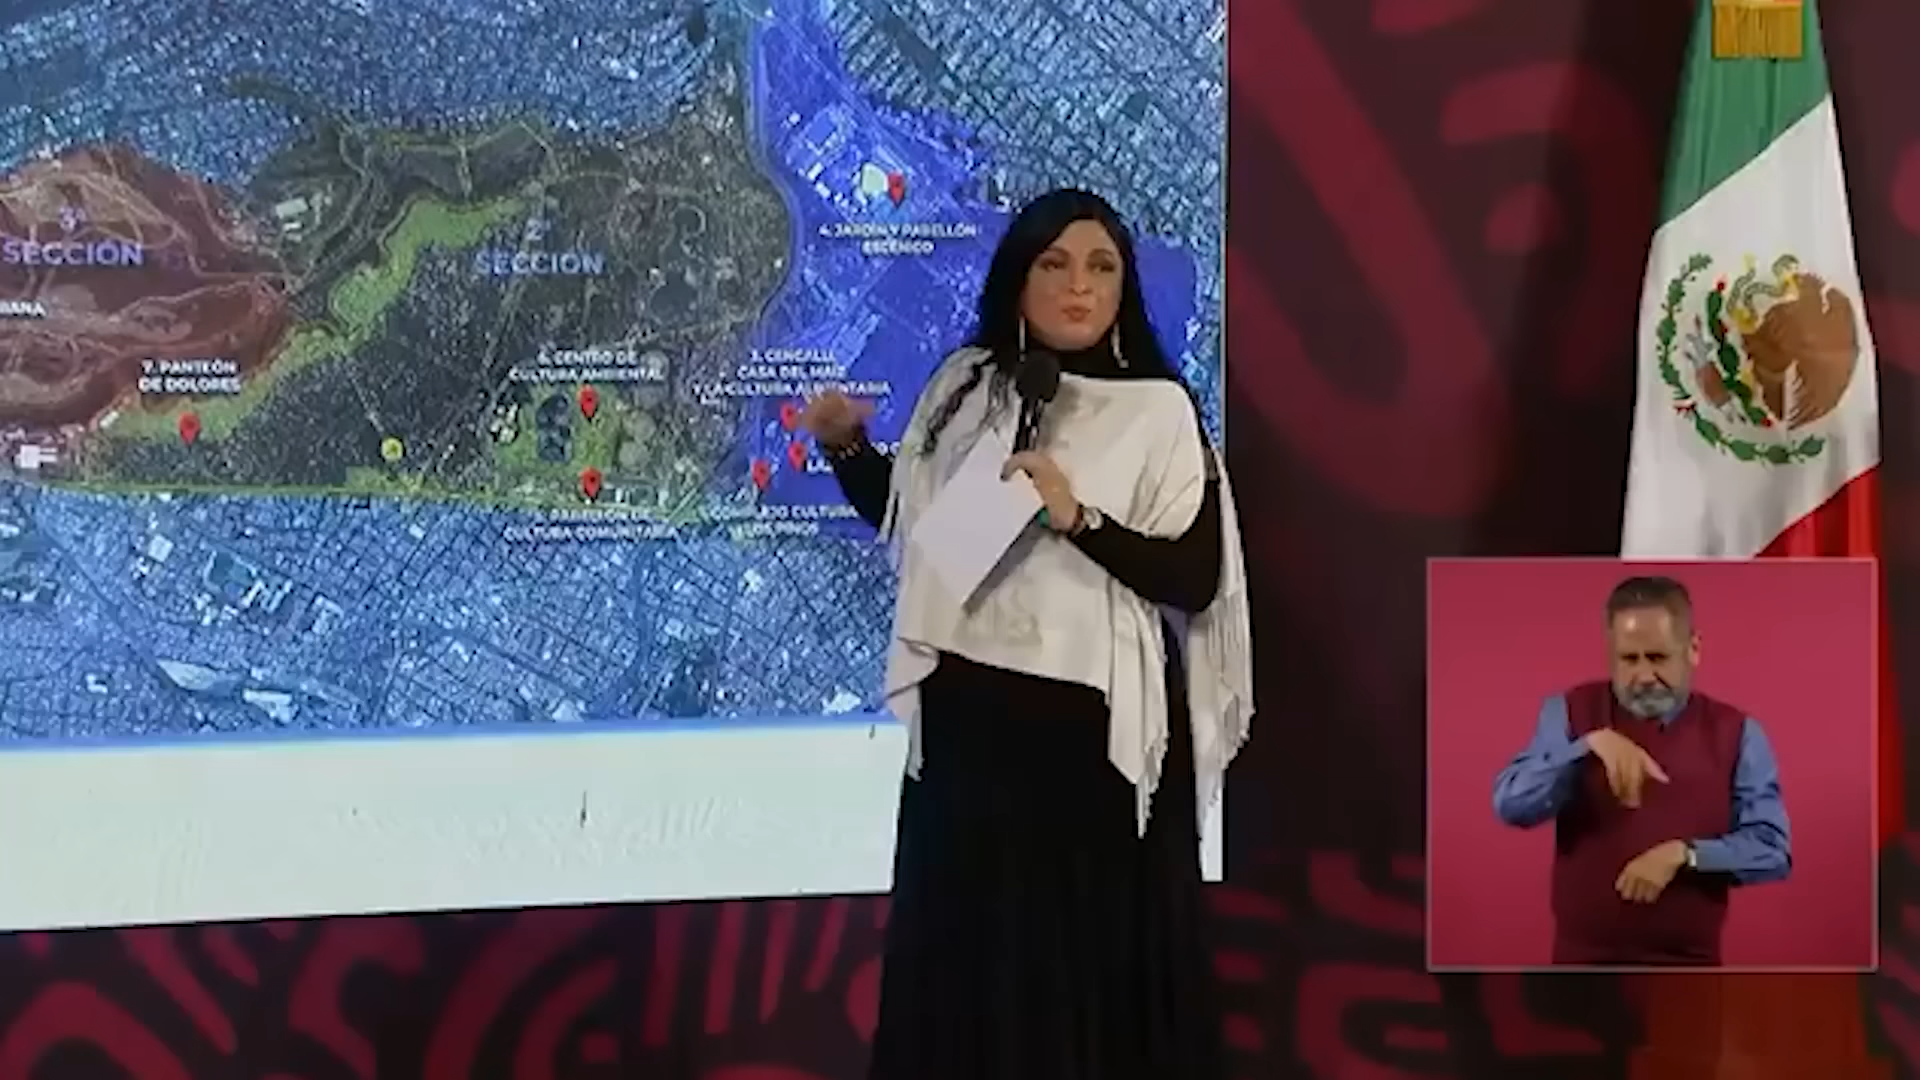 3ª
SECCIÓN
2ª
SECCIÓN
4. JARDÍN Y PABELLÓN
ESCÉNICO
7. PANTEÓN
DE DOLORES
6. CENTRO DE
CULTURA AMBIENTAL
3. CENCALLI,
CASA DEL MAÍZ
Y LA CULTURA ALIMENTARIA
PABELLÓN DE
CULTURA COMUNITARIA
COMPLEJO CULTURAL
LOS PINOS